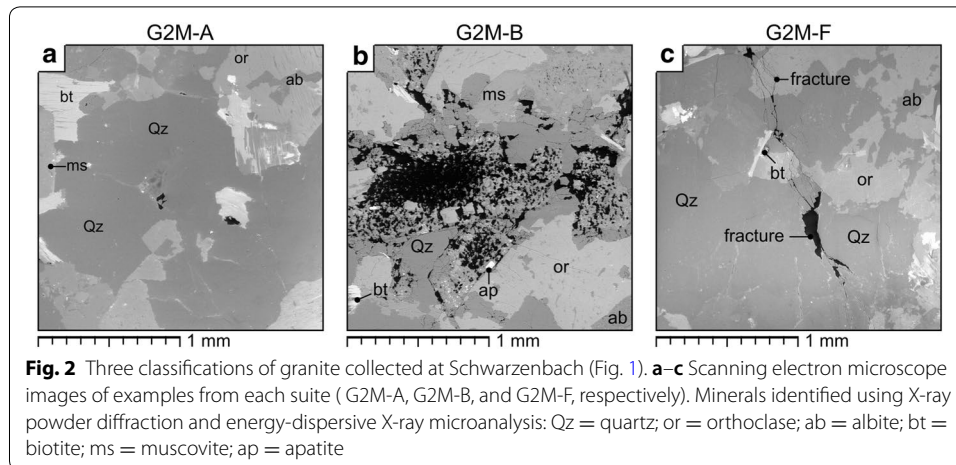 G2M-A
G2M-B
G2M-F
a
or
ab
bt
Qz
ms
Qz
1 mm
b
ms
Qz
or
bt
ap
ab
1 mm
c
fracture
ab
bt
or
Qz
Qz
fracture
1 mm
Fig. 2 Three classifications of granite collected at Schwarzenbach (Fig. 1). a–c Scanning electron microscope
images of examples from each suite ( G2M-A, G2M-B, and G2M-F, respectively). Minerals identified using X-ray
powder diffraction and energy-dispersive X-ray microanalysis: Qz = quartz; or = orthoclase; ab = albite; bt =
biotite; ms = muscovite; ap = apatite